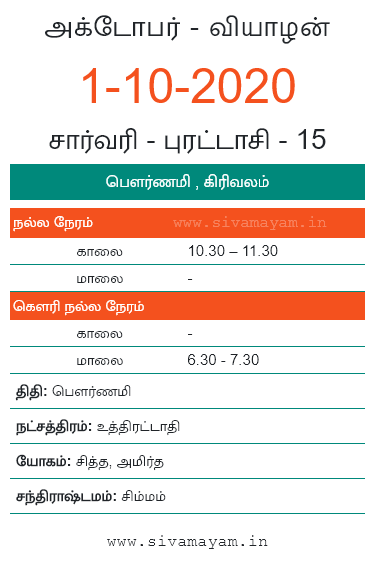 அக்டோபர் - வியாழன்
1-10-2020
சார்வரி - புரட்டாசி - 15
பௌர்ணமி , கிரிவலம்
நல்ல நேரம் www.sivamayam.in
காலை 10.30 – 11.30
மாலை -
கௌரி நல்ல நேரம்
காலை -
மாலை 6.30 - 7.30
திதி: பௌர்ணமி
நட்சத்திரம்: உத்திரட்டாதி
யோகம்: சித்த, அமிர்த
சந்திராஷ்டமம்: சிம்மம்
www.sivamayam.in